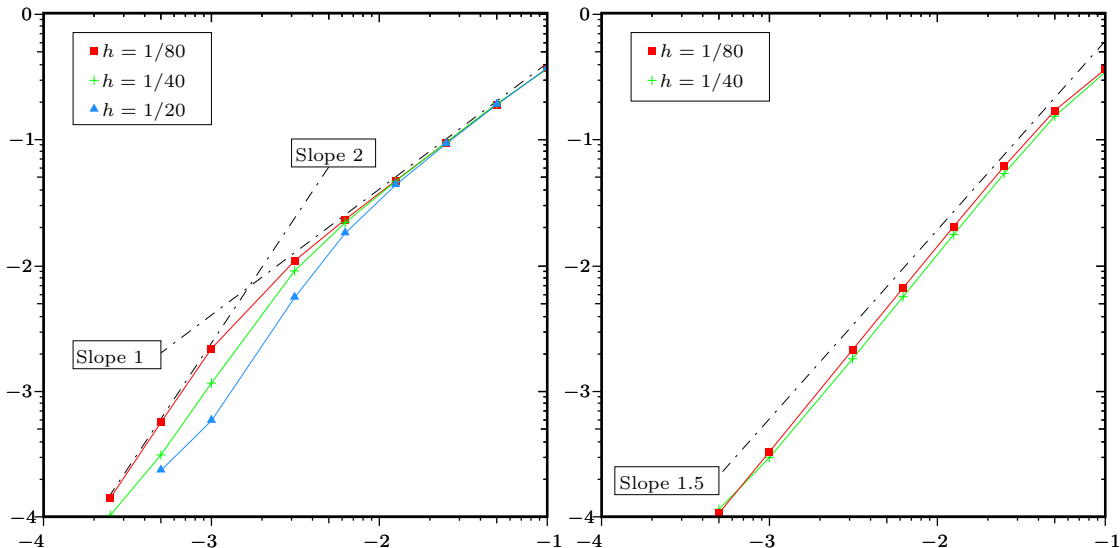 0
−1
−2
−3
−4
−4
−3
−2
−1
h = 1/80
h = 1/40
h = 1/20
Slope 2
Slope 1
0
−1
−2
−3
−4
−4
−3
−2
−1
h = 1/80
h = 1/40
Slope 1.5